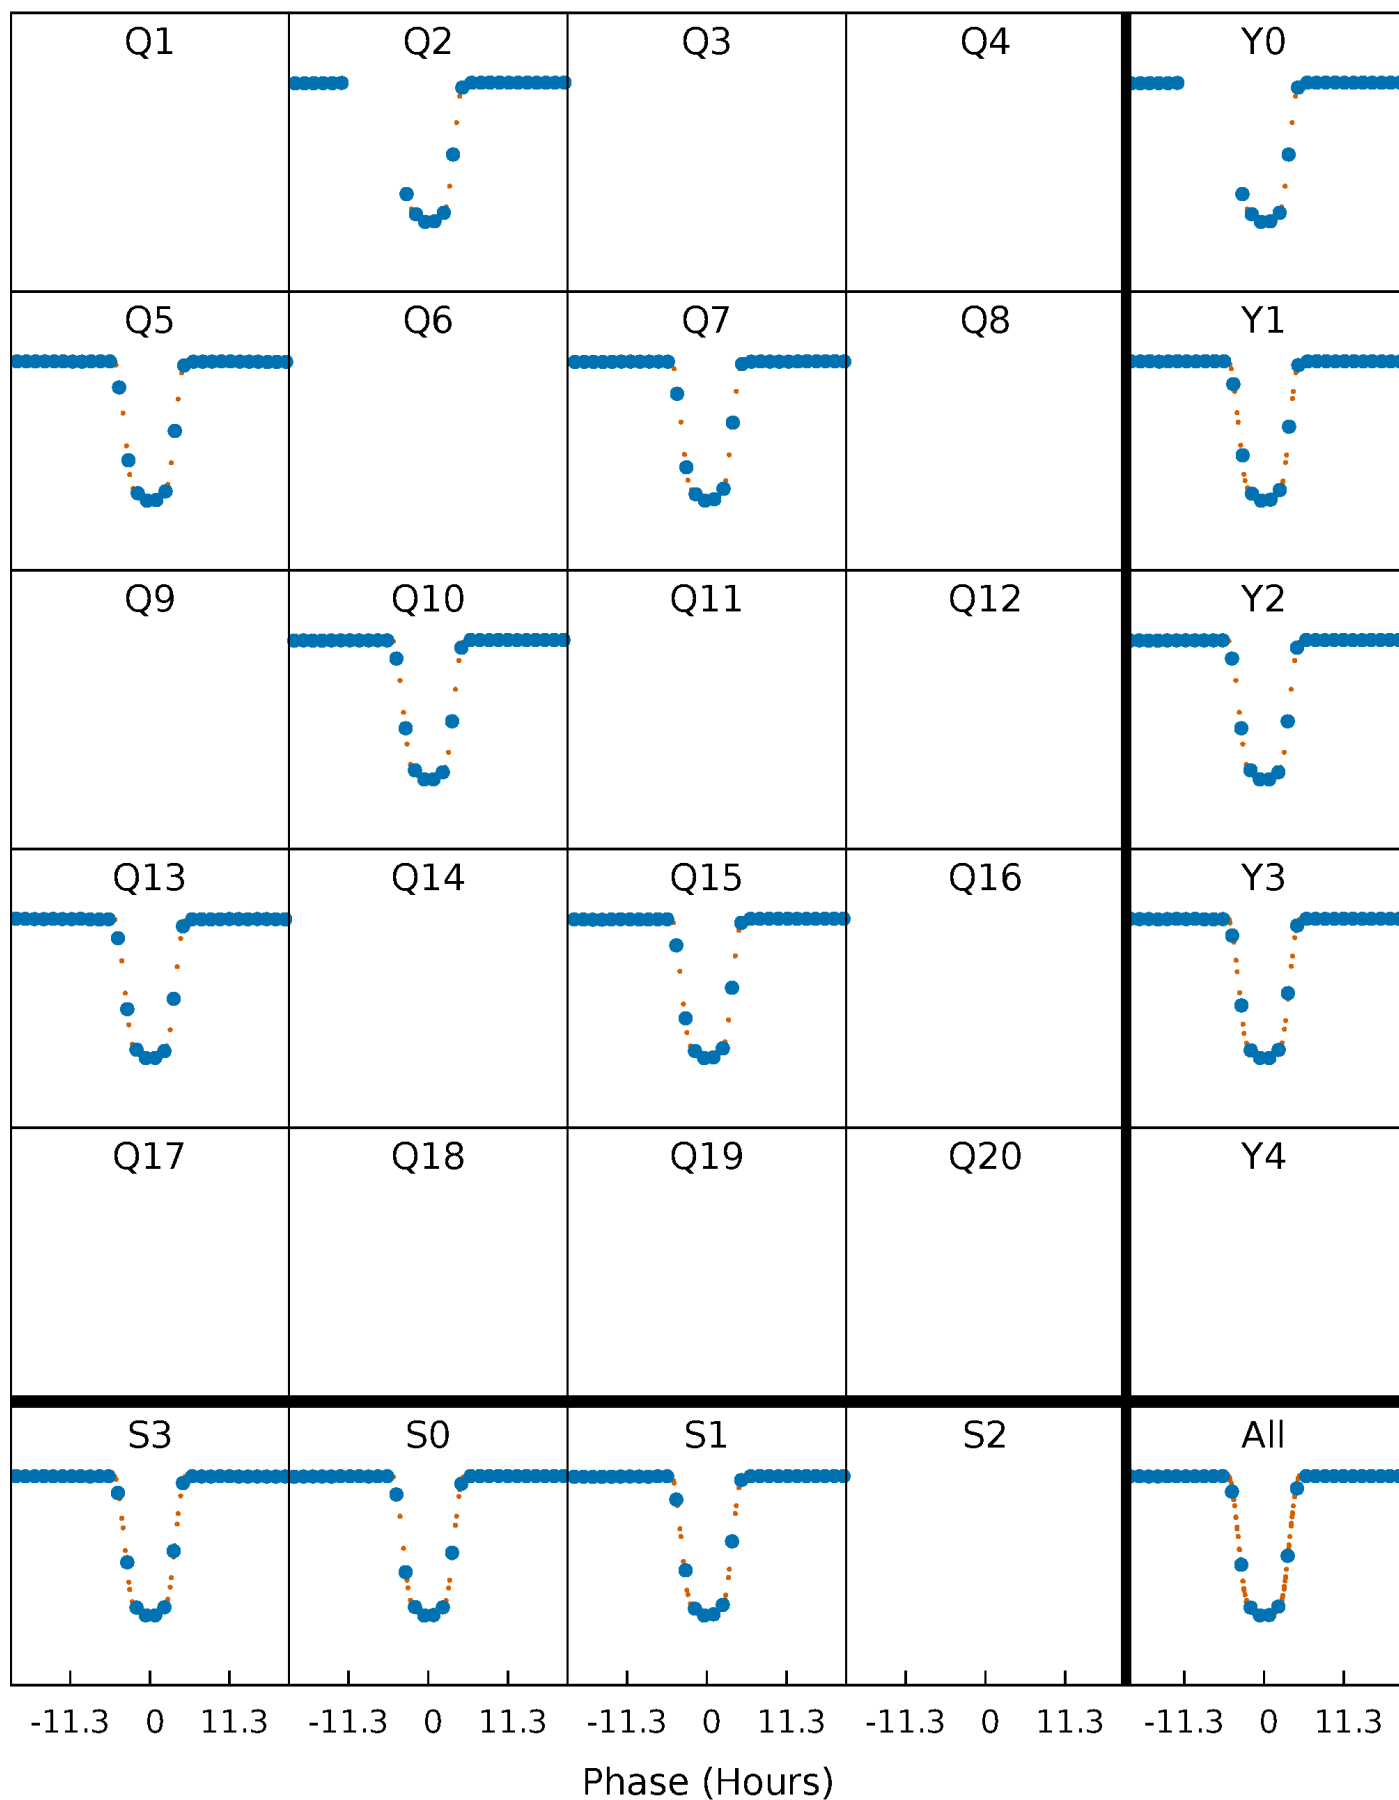 Q1 Q2 Q3 Q4 Y0
Q5 Q6 Q7 Q8 Y1
Q9 Q10 Q11 Q12 Y2
Q13 Q14 Q15 Q16 Y3
Q17 Q18 Q19 Q20 Y4
S3 S0 S1 S2 All
-11.3 0 11.3 -11.3 0 11.3 -11.3 0 11.3 -11.3 0 11.3 -11.3 0 11.3
Phase (Hours)